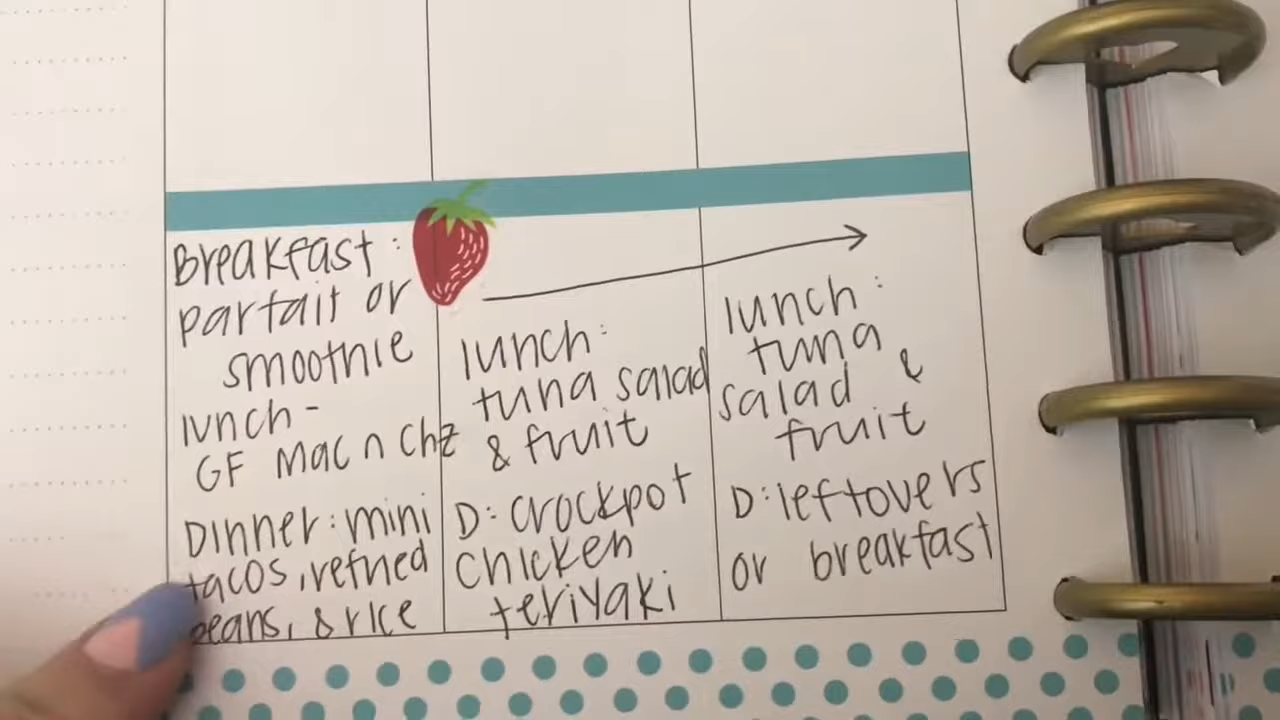 Breakfast:
parfait or
smoothie
lunch-
GF Mac n Chz
Dinner: mini
tacos, refried
beans, & rice
lunch:
tuna salad
& fruit
D: crockpot
chicken
teriyaki
lunch:
tuna
salad &
fruit
D: leftovers
or breakfast